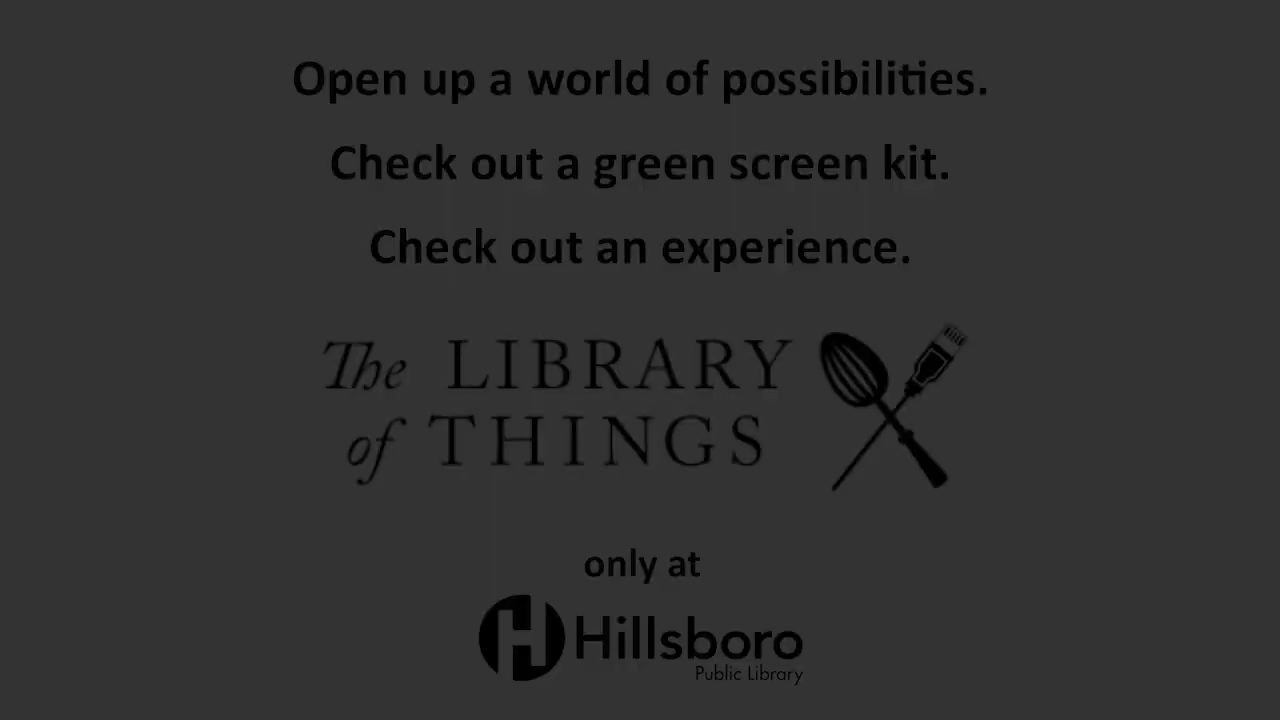 Open up a world of possibilities.
Check out a green screen kit.
Check out an experience.
The LIBRARY
of THINGS
only at
H Hillsboro
Public Library